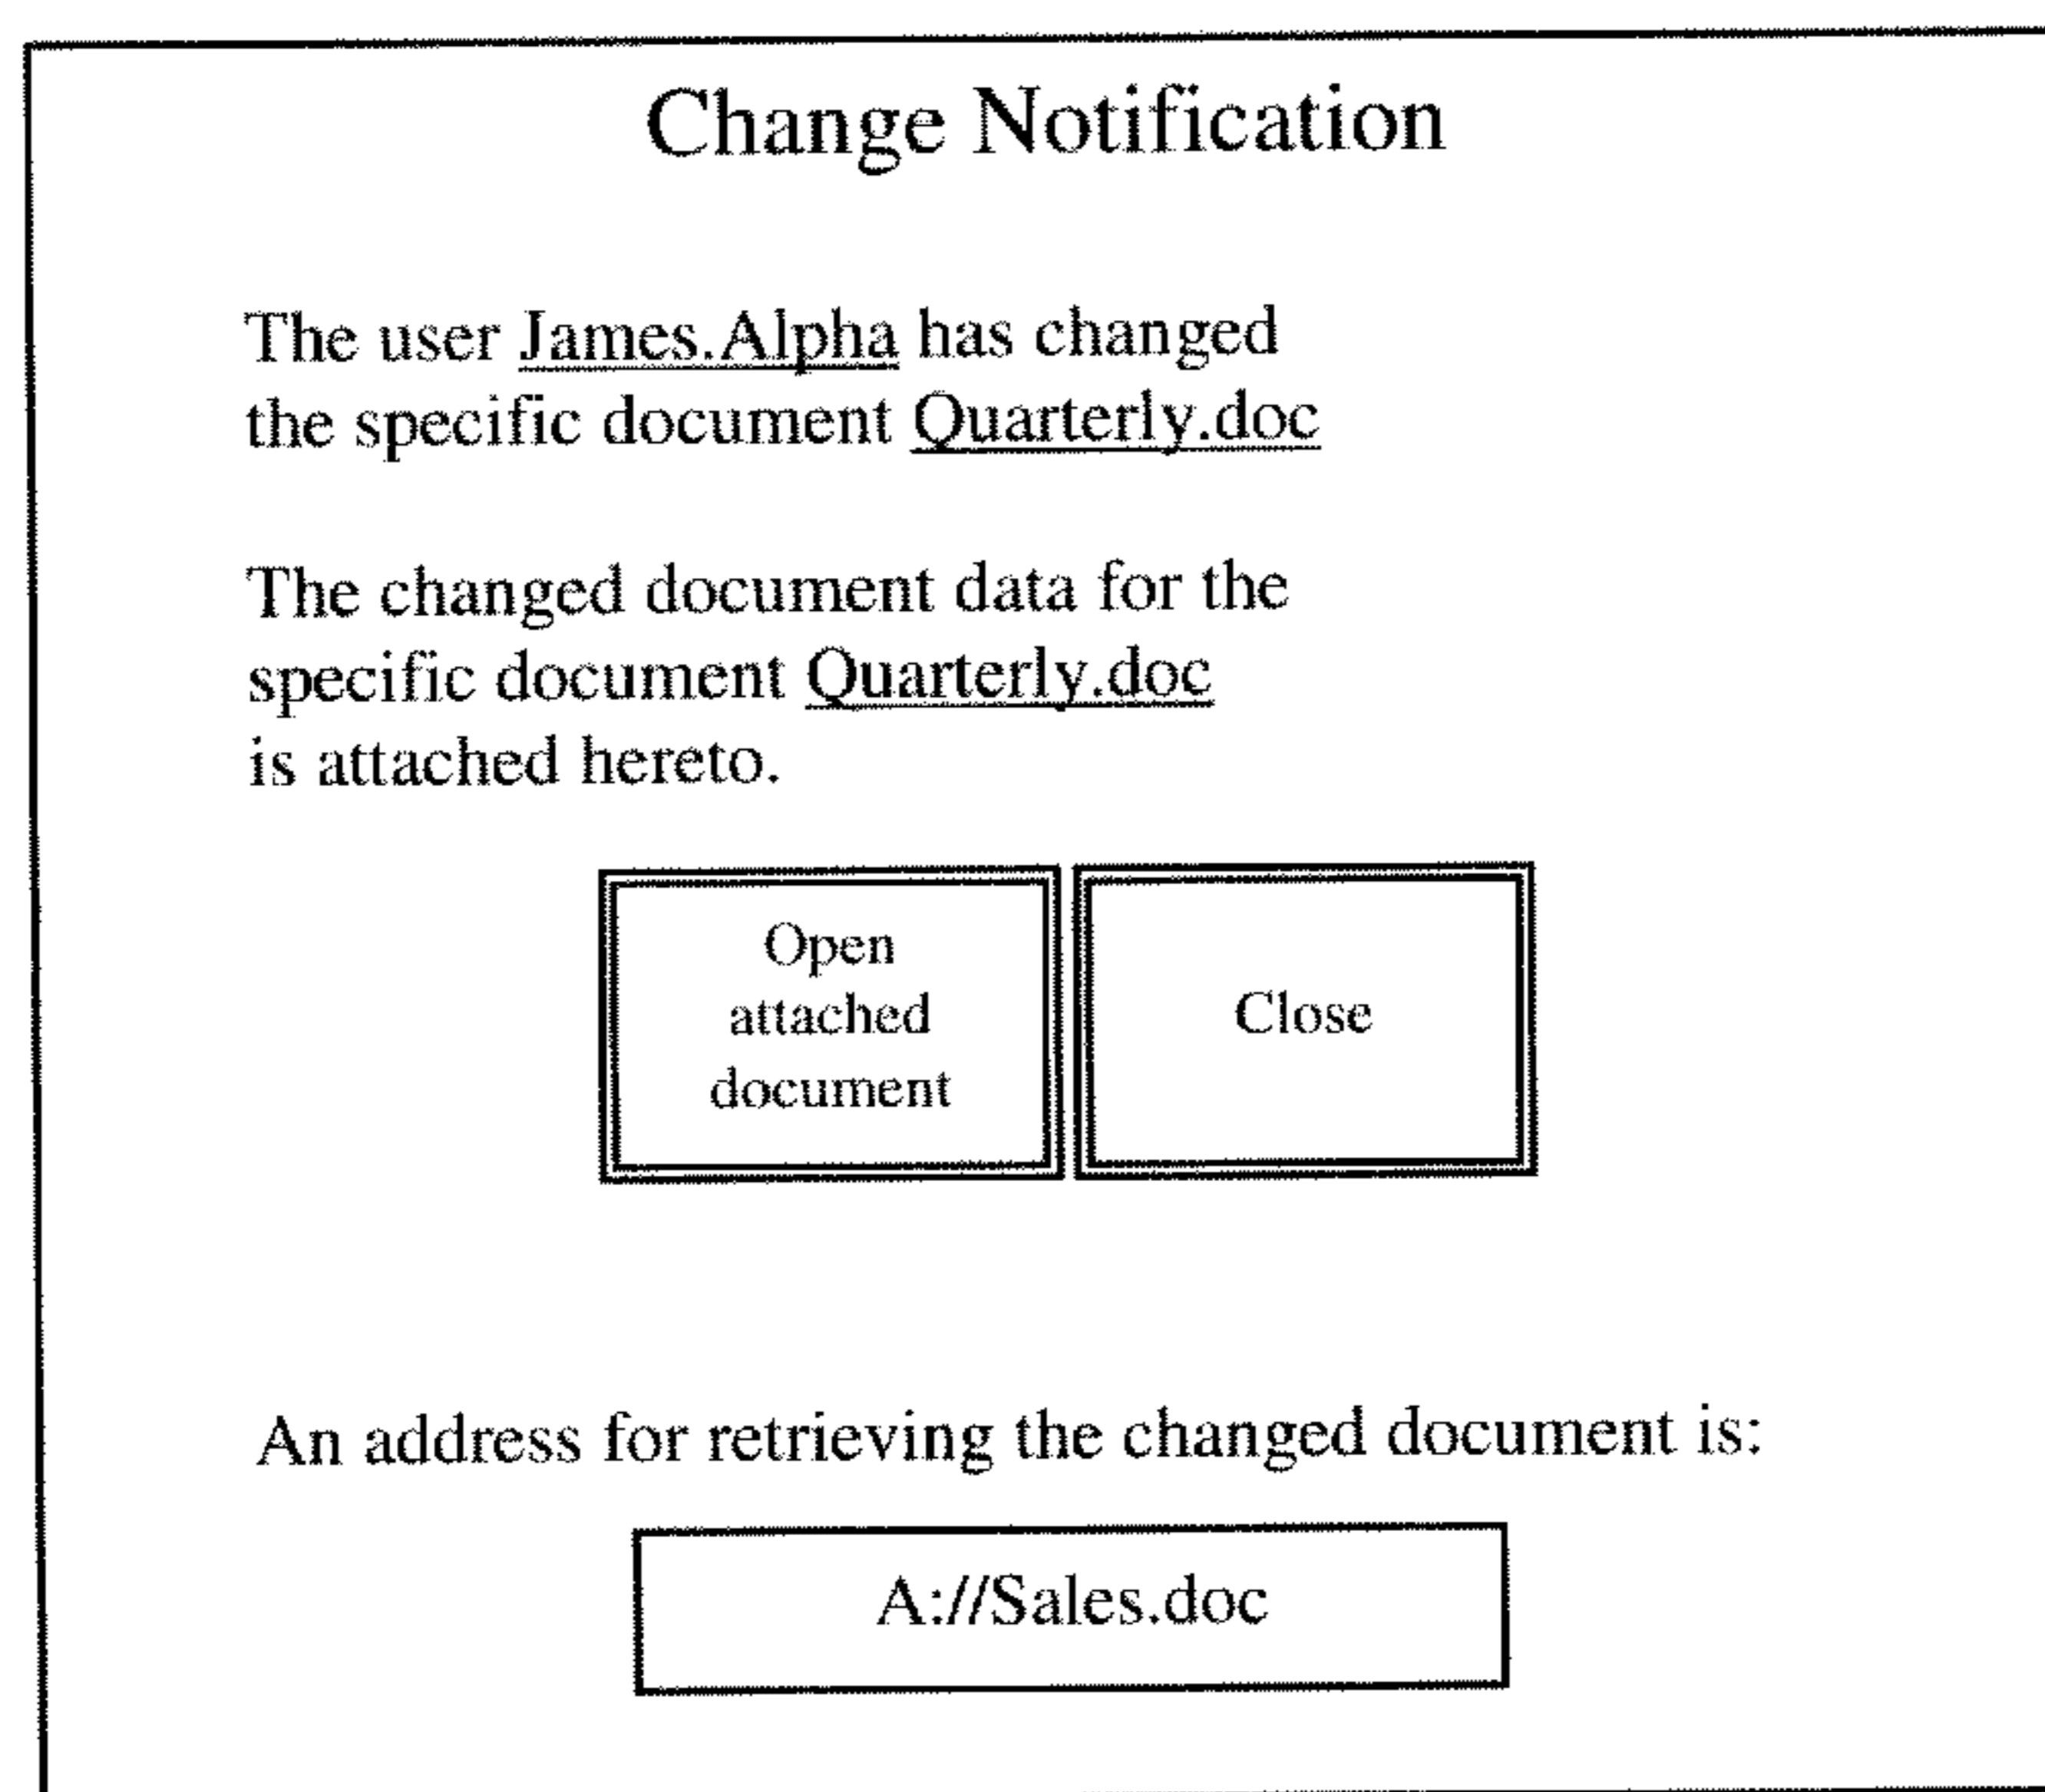 Change Notification
The user James.Alpha has changed
the specific document Quarterly.doc
The changed document data for the
specific document Quarterly.doc
is attached hereto.
Open
attached
document
Close
An address for retrieving the changed document is:
A://Sales.doc